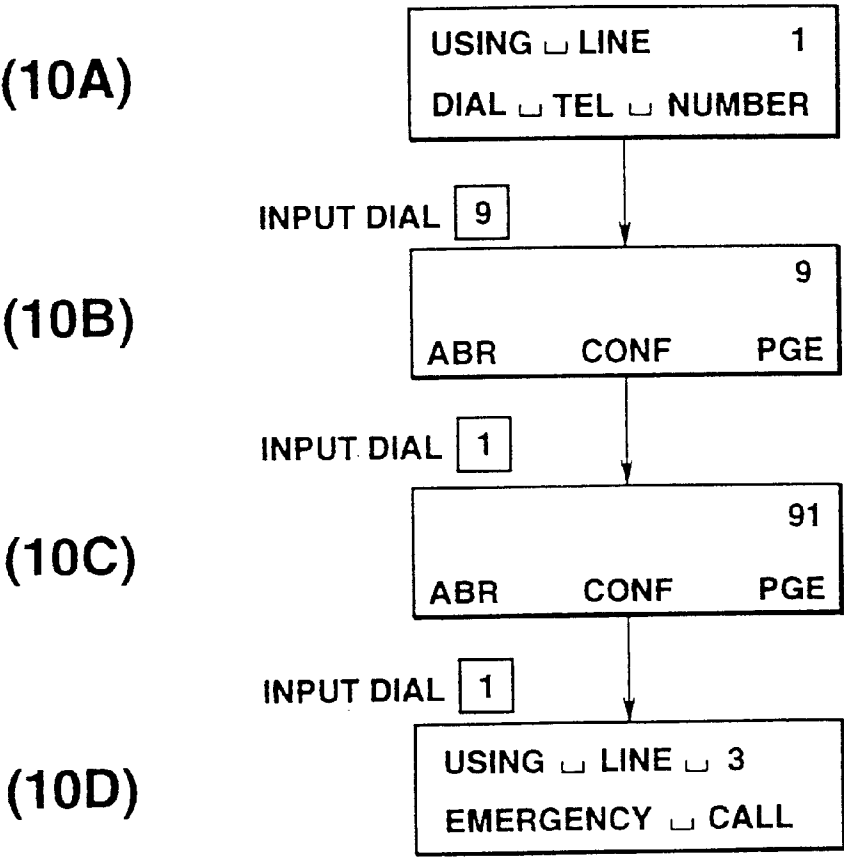 (10A)
USING ␣ LINE 1
DIAL ␣ TEL ␣ NUMBER
INPUT DIAL 9
(10B)
9
ABR CONF PGE
INPUT DIAL 1
(10C)
91
ABR CONF PGE
INPUT DIAL 1
(10D)
USING ␣ LINE ␣ 3
EMERGENCY ␣ CALL